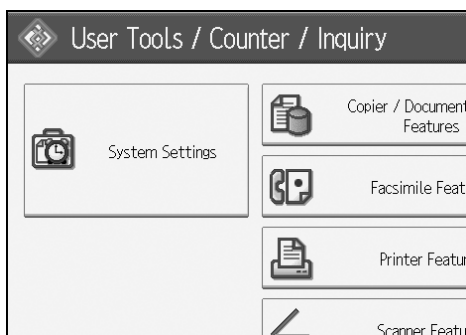 User Tools / Counter / Inquiry
System Settings
Copier / Document
Features
Facsimile Feat
Printer Featur
Scanner Featu